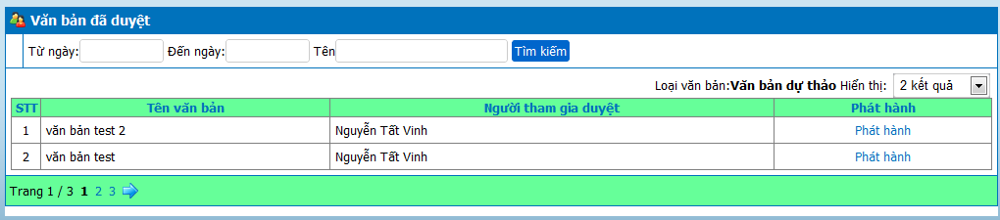 Văn bản đã duyệt
Từ ngày: Đến ngày: Tên Tìm kiếm
Loại văn bản:Văn bản dự thảo Hiển thị: 2 kết quả
STT Tên văn bản Người tham gia duyệt Phát hành
1 văn bản test 2 Nguyễn Tất Vinh Phát hành
2 văn bản test Nguyễn Tất Vinh Phát hành
Trang 1 / 3 1 2 3